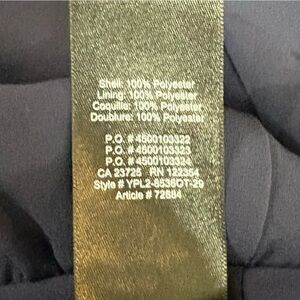 Shell: 100% Polyester
Lining: 100% Polyester
Coquille: 100% Polyester
Doublure: 100% Polyester
P.O. # 4500103322
P.O. # 4500103323
P.O. # 4500103324
CA 23725 RN 122354
Style # YPL2-8536OT-29
Article # 72884